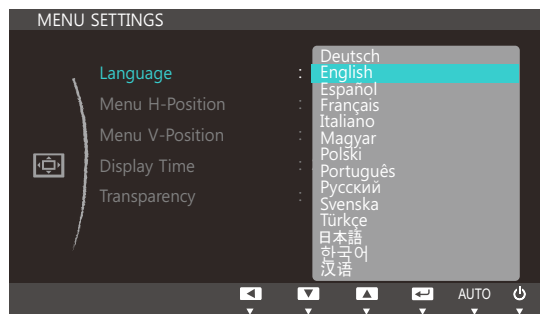 MENU SETTINGS
Language :
Menu H-Position :
Menu V-Position :
Display Time :
Transparency :
Deutsch
English
Español
Français
Italiano
Magyar
Polski
Português
Русский
Svenska
Türkçe
日本語
한국어
汉语
AUTO